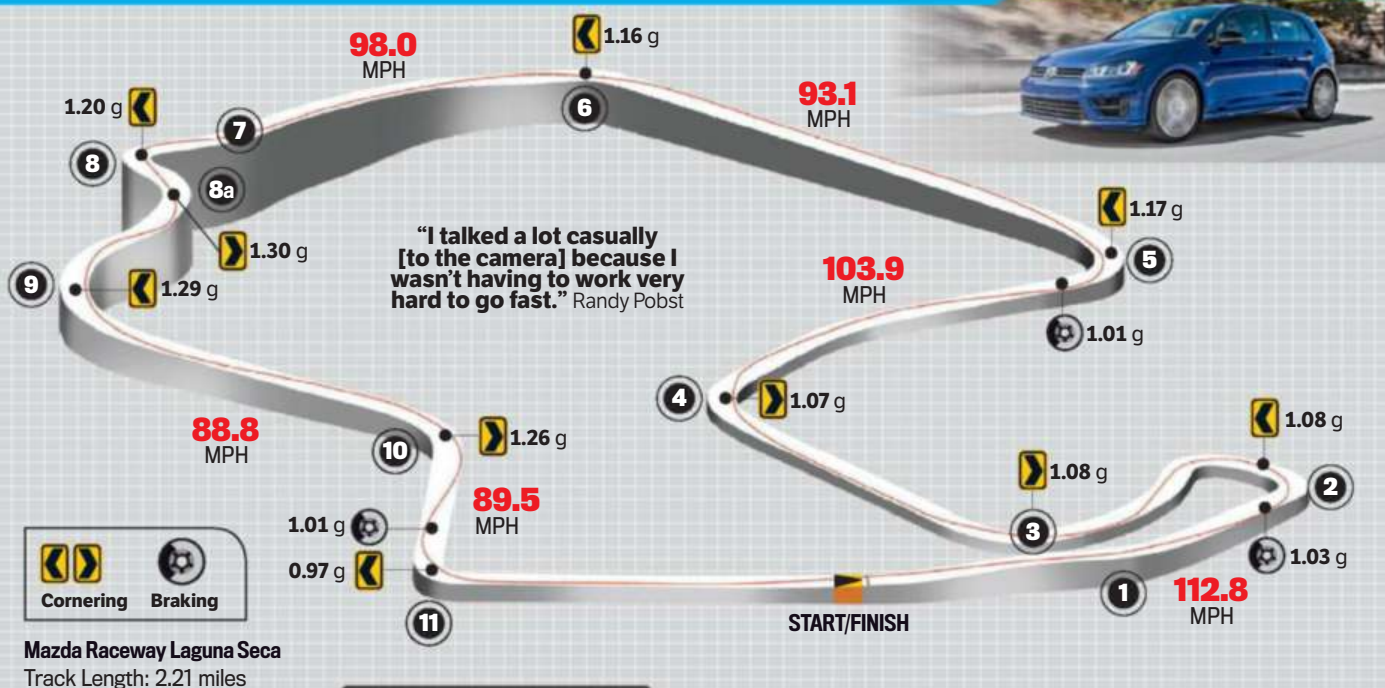 98.0
MPH
1.16 g
93.1
MPH
1.20 g
7
6
8
8a
1.17 g
5
"I talked a lot casually
[to the camera] because I
wasn't having to work very
hard to go fast." Randy Pobst
1.30 g
9
1.29 g
103.9
MPH
1.01 g
4
1.07 g
1.08 g
88.8
MPH
10
1.26 g
1.08 g
2
89.5
MPH
3
1.01 g
1.03 g
0.97 g
1
112.8
MPH
Cornering Braking
11
START/FINISH
Mazda Raceway Laguna Seca
Track Length: 2.21 miles